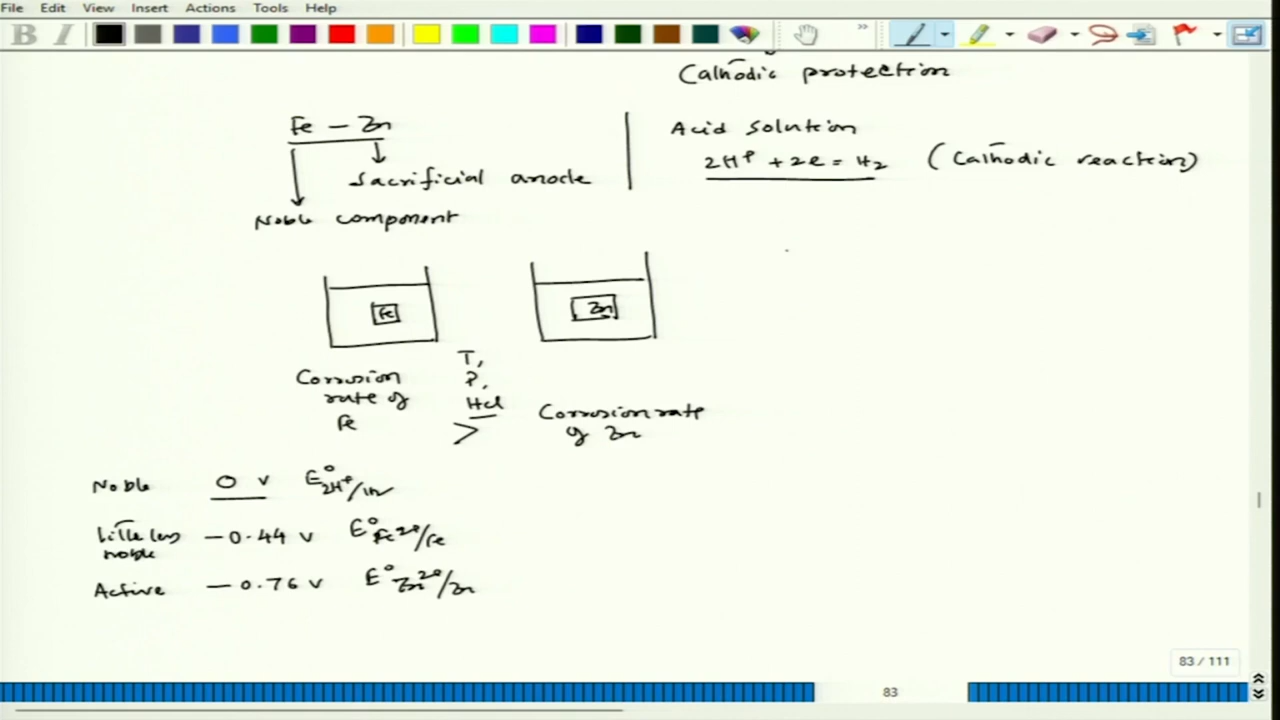 File Edit View Insert Actions Tools Help
B I
Cathodic protection
Fe - Zn
Sacrificial anode
Noble component
Acid solution
2H⁺ + 2e = H₂ (Cathodic reaction)
Fe
Zn
Corrosion rate of Fe
T,
P,
HCl
>
Corrosion rate of Zn
Noble 0 V E°2H⁺/H₂
Little less noble -0.44 V E°Fe²⁺/Fe
Active -0.76 V E°Zn²⁺/Zn
83 / 111
83